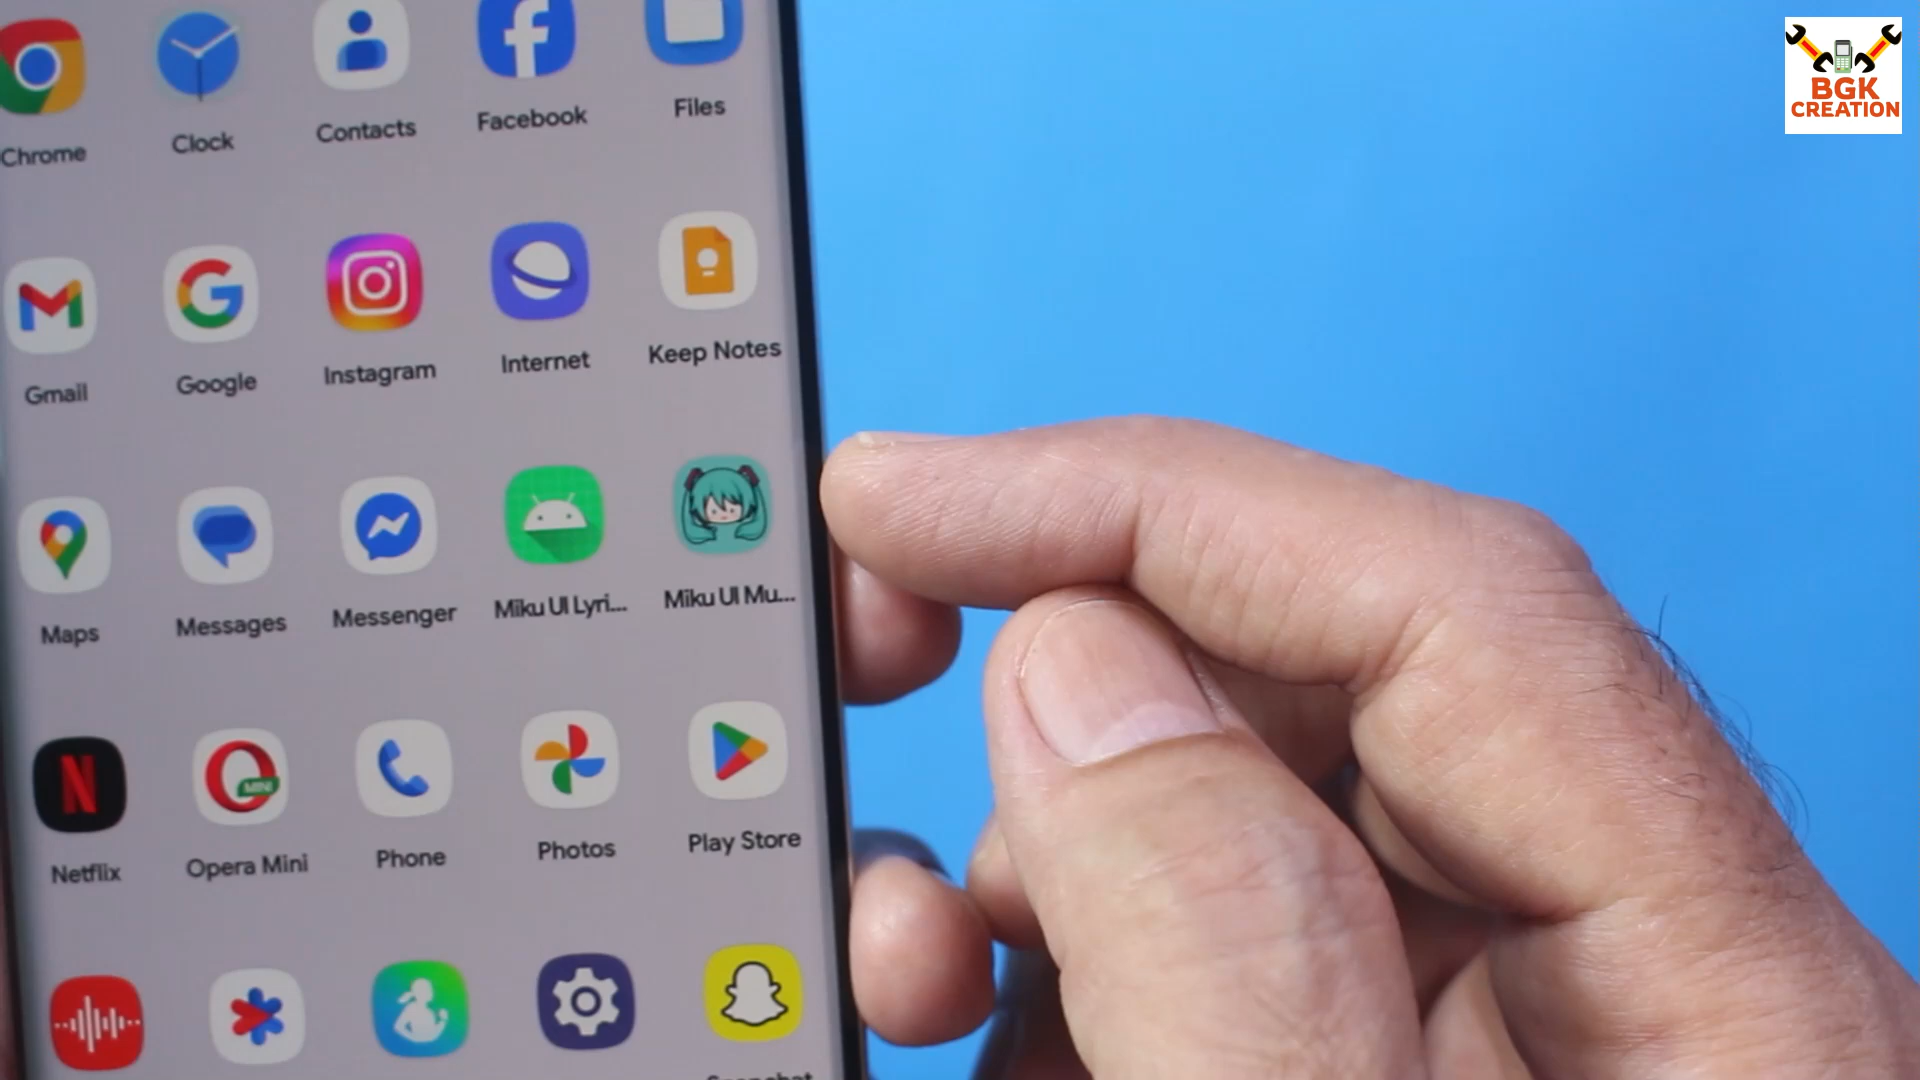 BGK
CREATION
Chrome
Clock
Contacts
Facebook
Files
Gmail
Google
Instagram
Internet
Keep Notes
Maps
Messages
Messenger
Miku UI Lyri...
Miku UI Mu...
Netflix
MINI
Opera Mini
Phone
Photos
Play Store